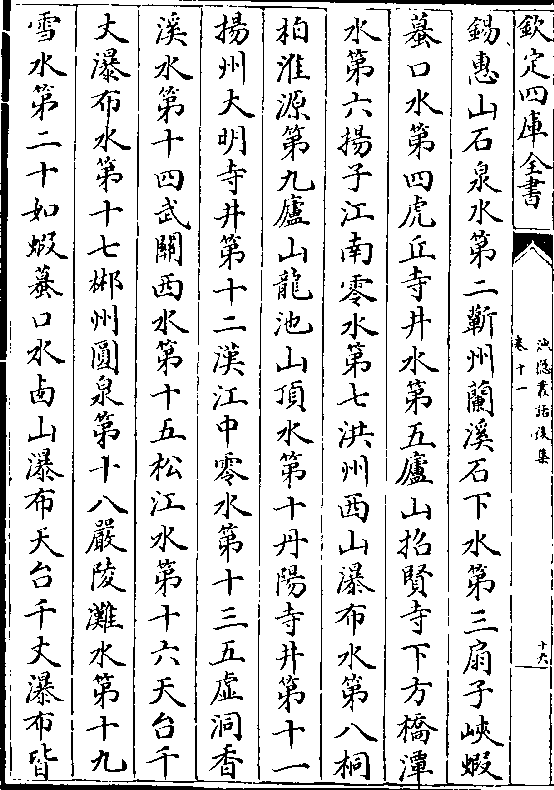 欽定四庫全書
漁隱叢話後集
卷十一
十六
錫惠山石泉水第二蘄州蘭溪石下水第三扇子峽蝦
蟇口水第四虎丘寺井水第五廬山招賢寺下方橋潭
水第六揚子江南零水第七洪州西山瀑布水第八桐
柏淮源第九廬山龍池山頂水第十丹陽寺井第十一
揚州大明寺井第十二漢江中零水第十三五虛洞香
溪水第十四武關西水第十五松江水第十六天台千
丈瀑布水第十七郴州圓泉第十八嚴陵灘水第十九
雪水第二十如蝦蟇口水西山瀑布天台千丈瀑布皆